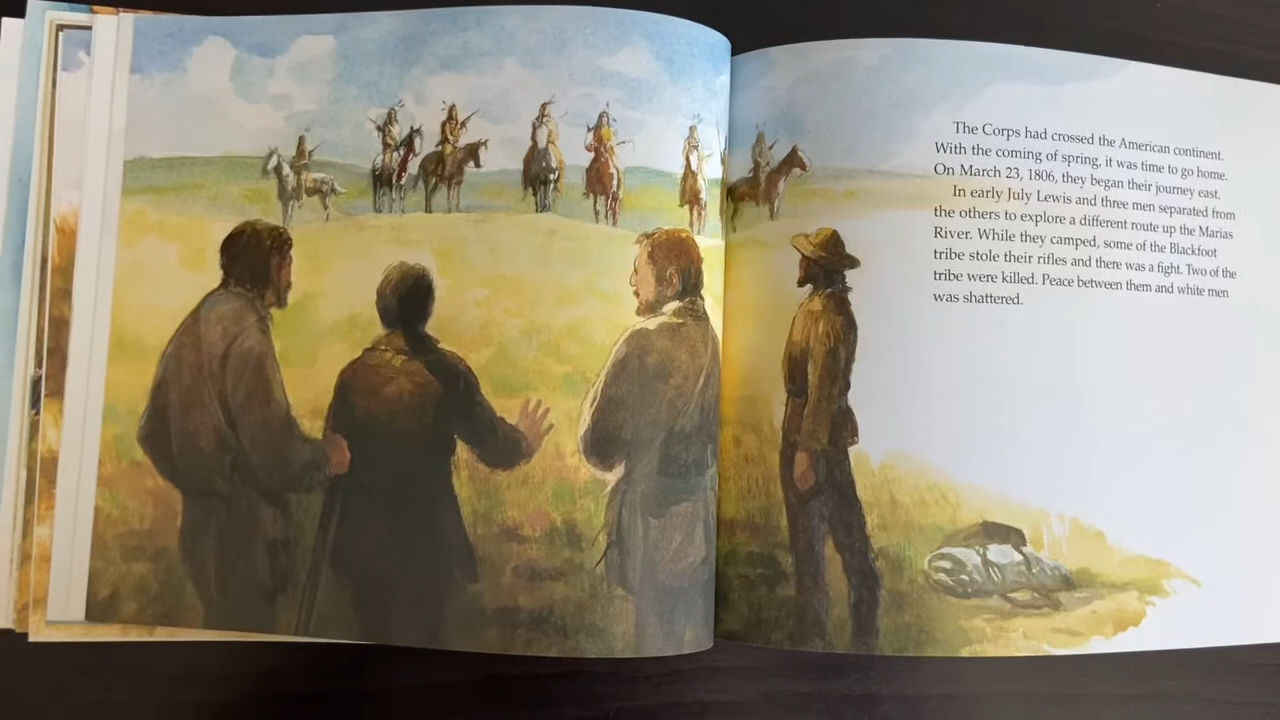 The Corps had crossed the American continent.
With the coming of spring, it was time to go home.
On March 23, 1806, they began their journey east.
In early July Lewis and three men separated from
the others to explore a different route up the Marias
River. While they camped, some of the Blackfoot
tribe stole their rifles and there was a fight. Two of the
tribe were killed. Peace between them and white men
was shattered.